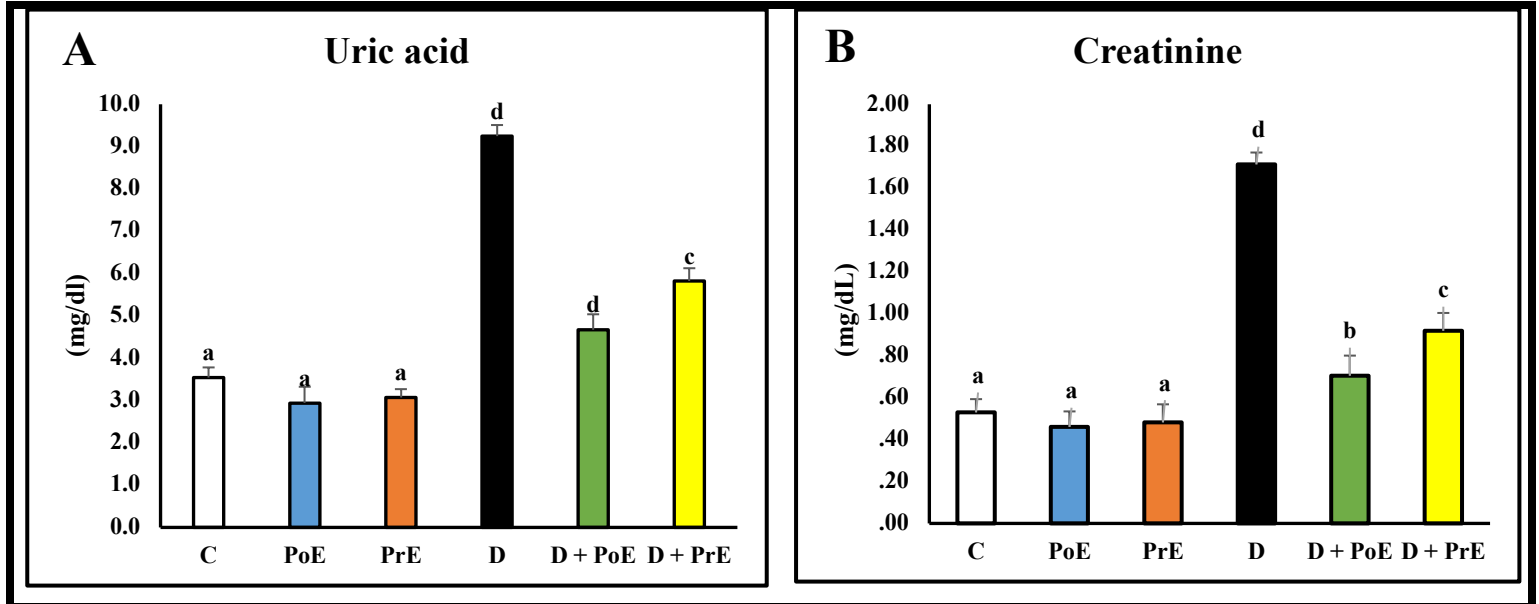 A
Uric acid
(mg/dl)
10.0
9.0
8.0
7.0
6.0
5.0
4.0
3.0
2.0
1.0
0.0
a
a
a
d
d
c
C
PoE
PrE
D
D + PoE
D + PrE
B
Creatinine
(mg/dL)
2.00
1.80
1.60
1.40
1.20
1.00
.80
.60
.40
.20
.00
a
a
a
d
b
c
C
PoE
PrE
D
D + PoE
D + PrE